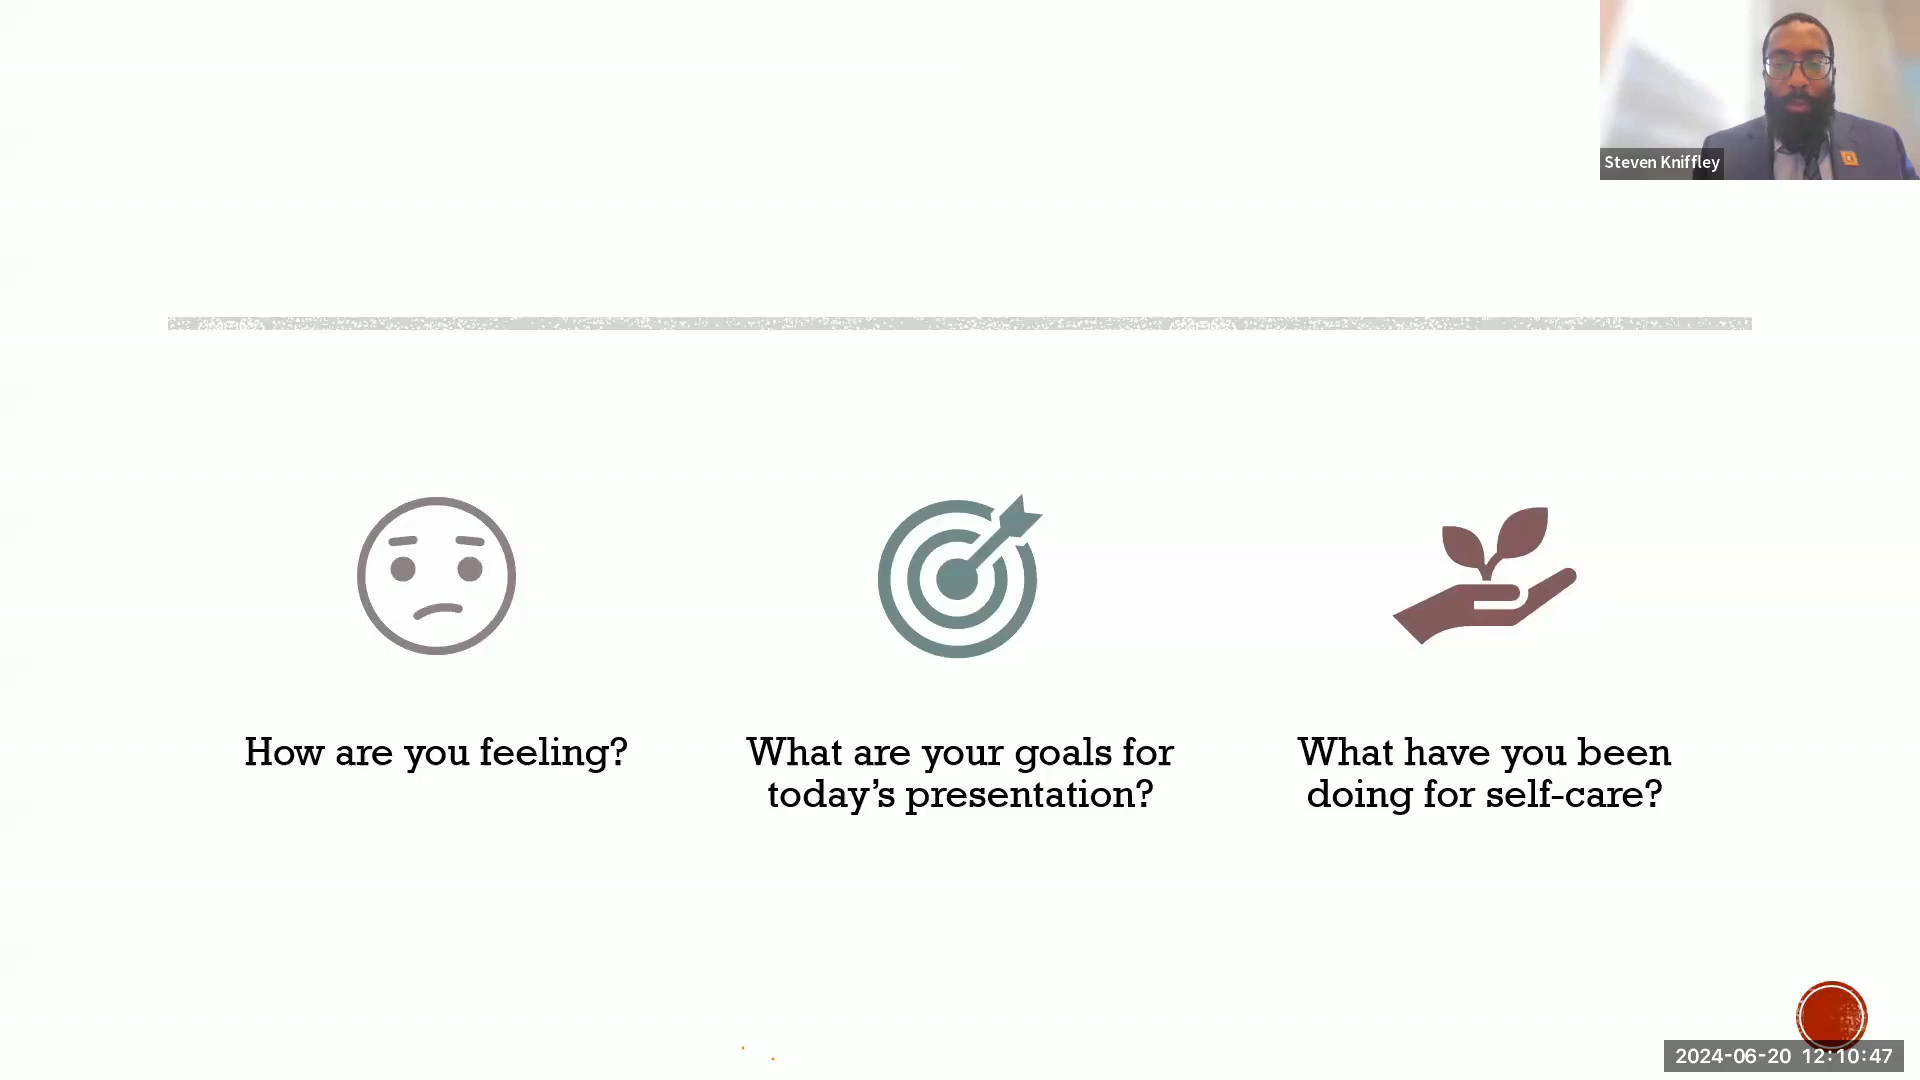 Steven Kniffley
How are you feeling?
What are your goals for
today’s presentation?
What have you been
doing for self-care?
2024-06-20 12:10:47